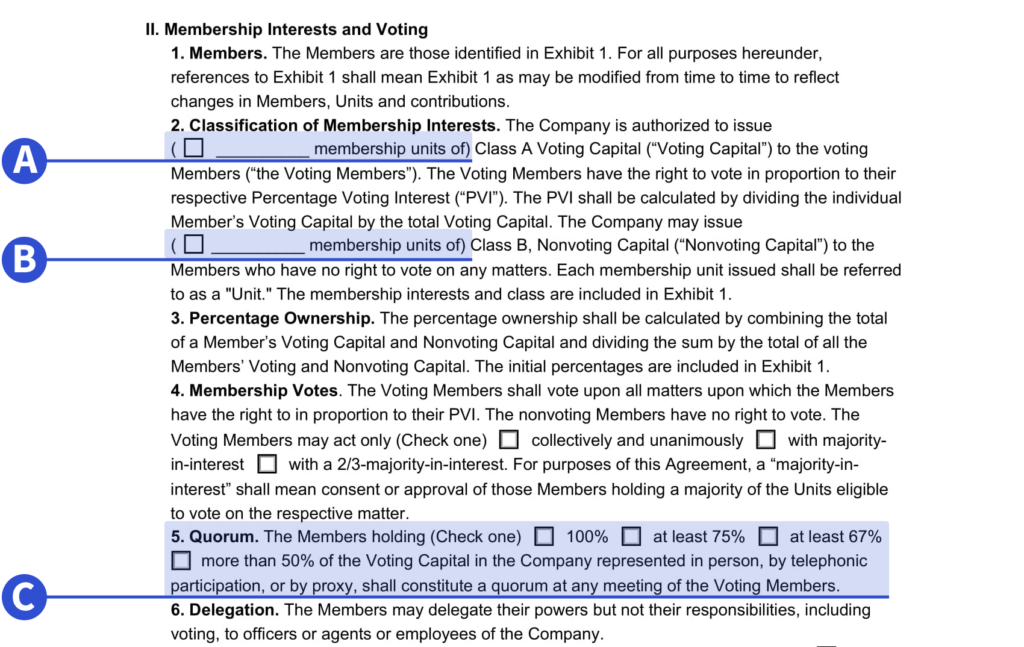 II. Membership Interests and Voting
1. Members. The Members are those identified in Exhibit 1. For all purposes hereunder,
references to Exhibit 1 shall mean Exhibit 1 as may be modified from time to time to reflect
changes in Members, Units and contributions.
2. Classification of Membership Interests. The Company is authorized to issue
A
( ☐ __________ membership units of) Class A Voting Capital (“Voting Capital”) to the voting
Members (“the Voting Members”). The Voting Members have the right to vote in proportion to their
respective Percentage Voting Interest (“PVI”). The PVI shall be calculated by dividing the individual
Member’s Voting Capital by the total Voting Capital. The Company may issue
B
( ☐ __________ membership units of) Class B, Nonvoting Capital (“Nonvoting Capital”) to the
Members who have no right to vote on any matters. Each membership unit issued shall be referred
to as a "Unit." The membership interests and class are included in Exhibit 1.
3. Percentage Ownership. The percentage ownership shall be calculated by combining the total
of a Member’s Voting Capital and Nonvoting Capital and dividing the sum by the total of all the
Members’ Voting and Nonvoting Capital. The initial percentages are included in Exhibit 1.
4. Membership Votes. The Voting Members shall vote upon all matters upon which the Members
have the right to in proportion to their PVI. The nonvoting Members have no right to vote. The
Voting Members may act only (Check one) ☐ collectively and unanimously ☐ with majority-
in-interest ☐ with a 2/3-majority-in-interest. For purposes of this Agreement, a “majority-in-
interest” shall mean consent or approval of those Members holding a majority of the Units eligible
to vote on the respective matter.
5. Quorum. The Members holding (Check one) ☐ 100% ☐ at least 75% ☐ at least 67%
☐ more than 50% of the Voting Capital in the Company represented in person, by telephonic
participation, or by proxy, shall constitute a quorum at any meeting of the Voting Members.
C
6. Delegation. The Members may delegate their powers but not their responsibilities, including
voting, to officers or agents or employees of the Company.